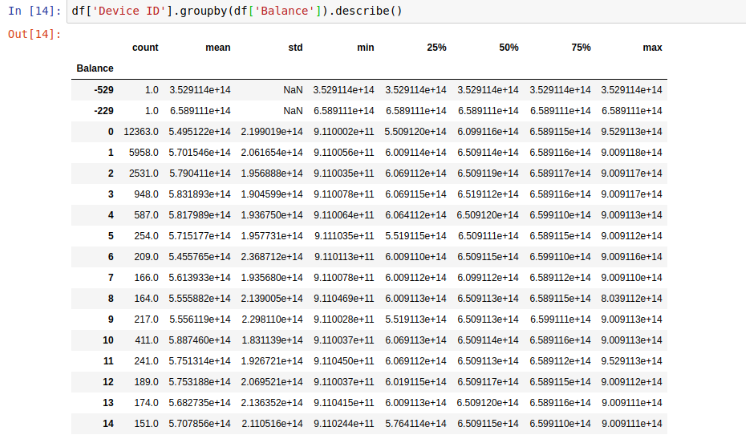 In [14]: df['Device ID'].groupby(df['Balance']).describe()
Out[14]:
count mean std min 25% 50% 75% max
Balance
-529 1.0 3.529114e+14 NaN 3.529114e+14 3.529114e+14 3.529114e+14 3.529114e+14 3.529114e+14
-229 1.0 6.589111e+14 NaN 6.589111e+14 6.589111e+14 6.589111e+14 6.589111e+14 6.589111e+14
0 12363.0 5.495122e+14 2.199019e+14 9.110002e+11 5.509120e+14 6.099116e+14 6.589115e+14 9.529113e+14
1 5958.0 5.701546e+14 2.061654e+14 9.110056e+11 6.009114e+14 6.509114e+14 6.589116e+14 9.009118e+14
2 2531.0 5.790411e+14 1.956888e+14 9.110035e+11 6.069112e+14 6.509119e+14 6.589117e+14 9.009117e+14
3 948.0 5.831893e+14 1.904599e+14 9.110078e+11 6.069115e+14 6.519112e+14 6.589116e+14 9.009117e+14
4 587.0 5.817989e+14 1.936750e+14 9.110064e+11 6.064112e+14 6.509120e+14 6.599110e+14 9.009113e+14
5 254.0 5.715177e+14 1.957731e+14 9.111035e+11 5.519115e+14 6.509111e+14 6.589115e+14 9.009112e+14
6 209.0 5.455765e+14 2.368712e+14 9.110113e+11 6.009110e+14 6.509115e+14 6.599110e+14 9.009116e+14
7 166.0 5.613933e+14 1.935680e+14 9.110078e+11 6.009112e+14 6.099112e+14 6.589112e+14 9.009110e+14
8 164.0 5.555882e+14 2.139005e+14 9.110469e+11 6.009113e+14 6.509113e+14 6.589115e+14 8.039112e+14
9 217.0 5.556119e+14 2.298110e+14 9.110028e+11 5.519113e+14 6.509113e+14 6.599111e+14 9.009113e+14
10 411.0 5.887460e+14 1.831139e+14 9.110037e+11 6.069113e+14 6.509114e+14 6.589116e+14 9.009113e+14
11 241.0 5.751314e+14 1.926721e+14 9.110450e+11 6.069112e+14 6.509113e+14 6.589112e+14 9.529113e+14
12 189.0 5.753188e+14 2.069521e+14 9.110037e+11 6.019115e+14 6.509117e+14 6.589115e+14 9.009112e+14
13 174.0 5.682735e+14 2.136352e+14 9.110415e+11 6.009113e+14 6.509120e+14 6.589116e+14 9.009111e+14
14 151.0 5.707856e+14 2.110516e+14 9.110244e+11 5.764114e+14 6.509115e+14 6.599110e+14 9.009111e+14